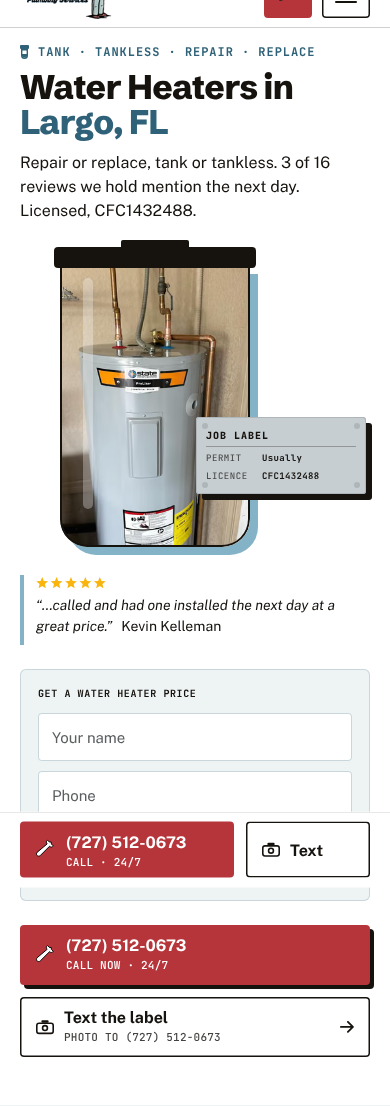 TANK · TANKLESS · REPAIR · REPLACE
Water Heaters in
Largo, FL
Repair or replace, tank or tankless. 3 of 16
reviews we hold mention the next day.
Licensed, CFC1432488.
state
ProLine
JOB LABEL
PERMIT Usually
LICENCE CFC1432488
“…called and had one installed the next day at a
great price.” Kevin Kelleman
GET A WATER HEATER PRICE
Your name
Phone
(727) 512-0673
CALL · 24/7
Text
(727) 512-0673
CALL NOW · 24/7
Text the label
PHOTO TO (727) 512-0673